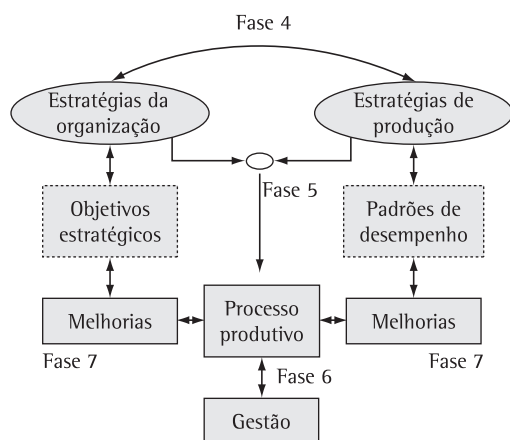 Fase 4
Estratégias da
organização
Estratégias de
produção
Fase 5
Objetivos
estratégicos
Padrões de
desempenho
Melhorias
Processo
produtivo
Melhorias
Fase 7
Fase 7
Fase 6
Gestão